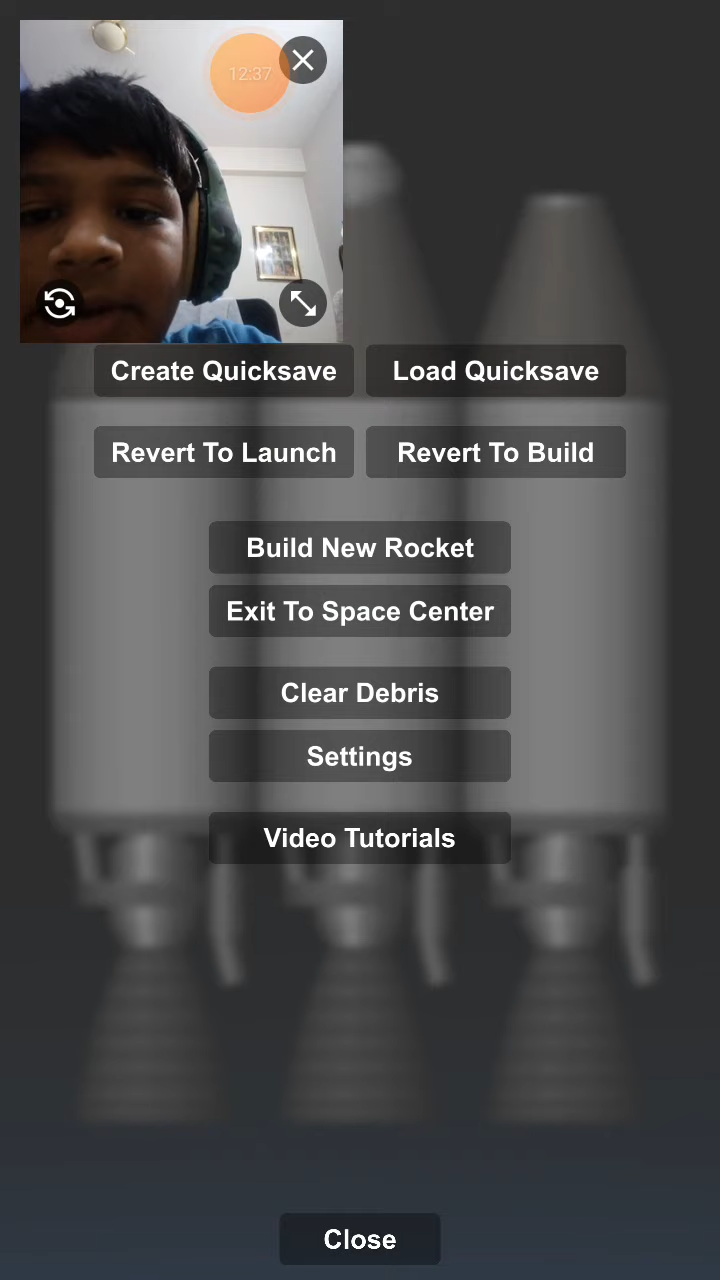 12:37
Create Quicksave Load Quicksave
Revert To Launch Revert To Build
Build New Rocket
Exit To Space Center
Clear Debris
Settings
Video Tutorials
Close